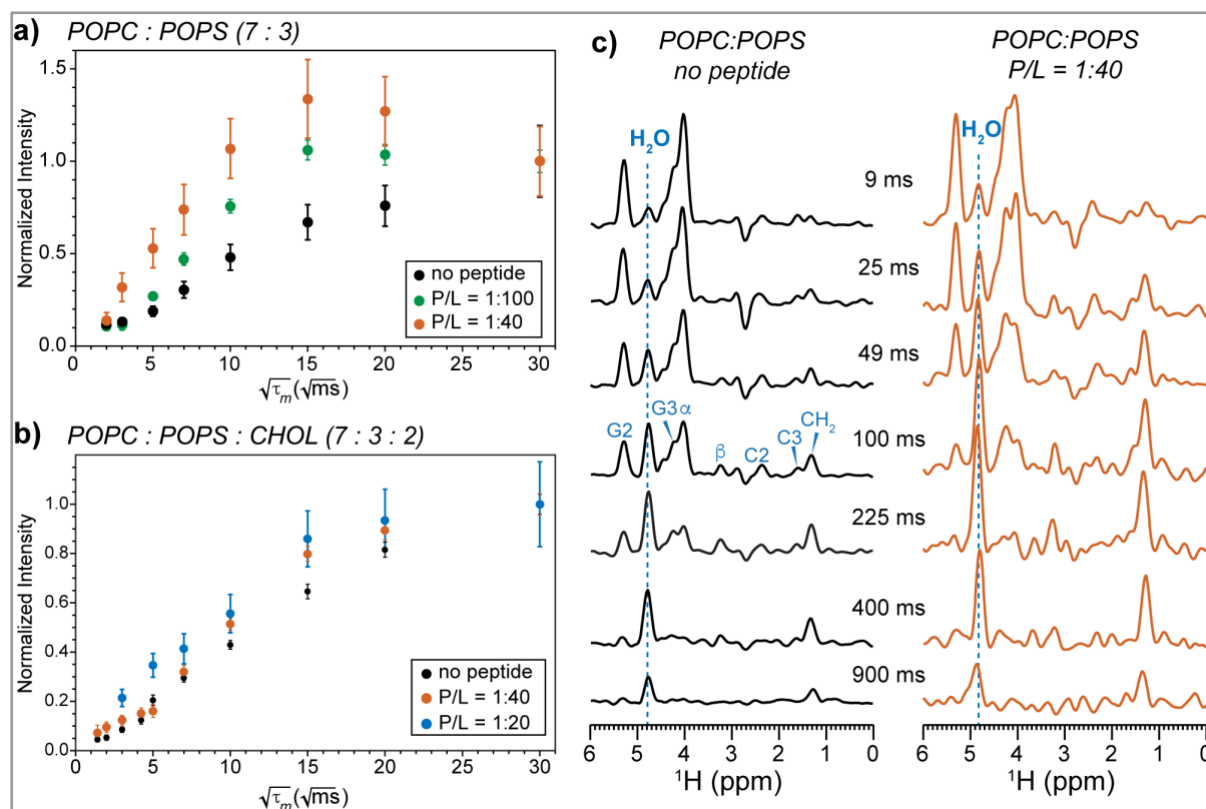 a) POPC : POPS (7 : 3)
Normalized Intensity
1.5
1.0
0.5
0.0
no peptide
P/L = 1:100
P/L = 1:40
0 5 10 15 20 25 30
√τm(√ms)
b) POPC : POPS : CHOL (7 : 3 : 2)
Normalized Intensity
1.0
0.8
0.6
0.4
0.2
0.0
no peptide
P/L = 1:40
P/L = 1:20
0 5 10 15 20 25 30
√τm(√ms)
c) POPC:POPS
no peptide
POPC:POPS
P/L = 1:40
H₂O
H₂O
9 ms
25 ms
49 ms
100 ms
225 ms
400 ms
900 ms
G2
G3 α
β
C2
C3
CH₂
6 5 4 3 2 1 0
¹H (ppm)
6 5 4 3 2 1 0
¹H (ppm)